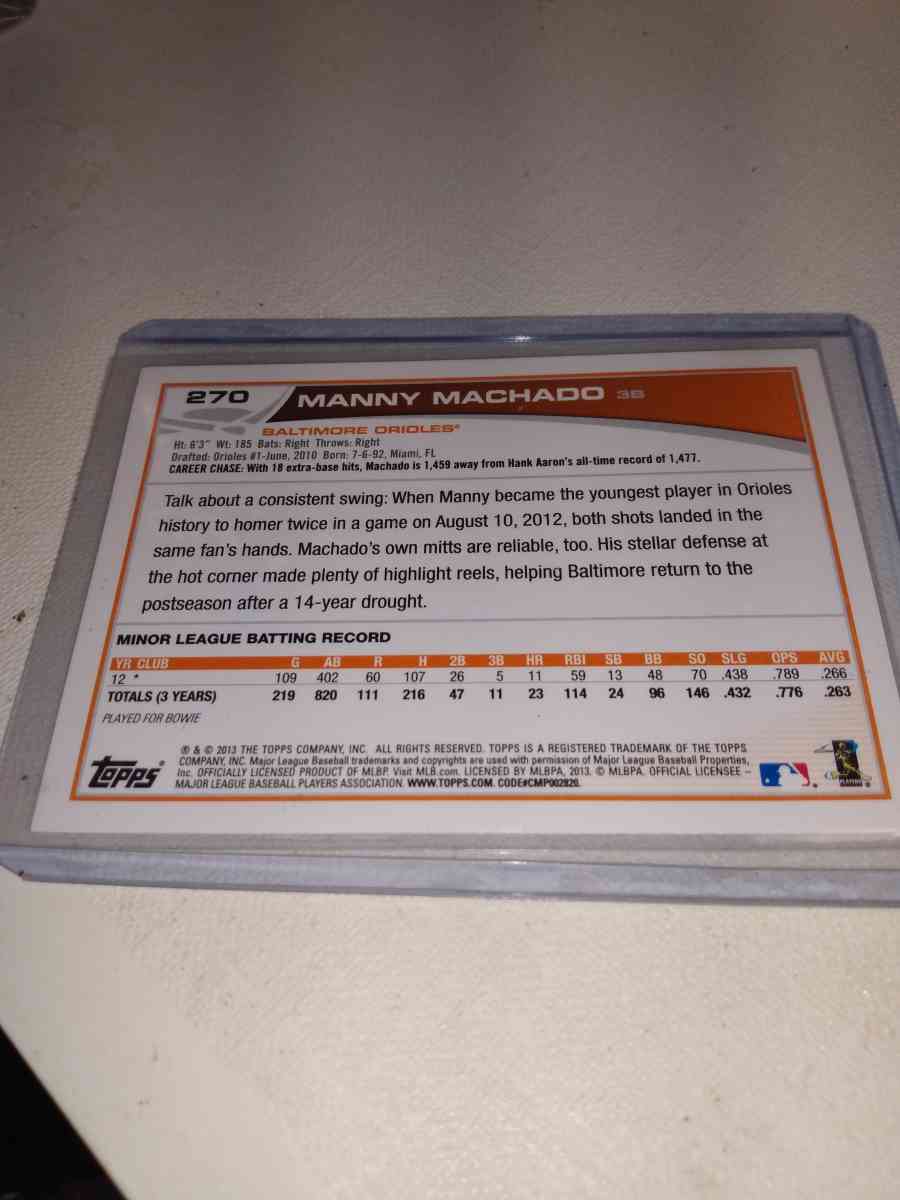 270 MANNY MACHADO 3B
BALTIMORE ORIOLES®
Ht: 6'3" Wt: 185 Bats: Right Throws: Right
Drafted: Orioles #1-June, 2010 Born: 7-6-92, Miami, FL
CAREER CHASE: With 18 extra-base hits, Machado is 1,459 away from Hank Aaron's all-time record of 1,477.
Talk about a consistent swing: When Manny became the youngest player in Orioles
history to homer twice in a game on August 10, 2012, both shots landed in the
same fan's hands. Machado's own mitts are reliable, too. His stellar defense at
the hot corner made plenty of highlight reels, helping Baltimore return to the
postseason after a 14-year drought.
MINOR LEAGUE BATTING RECORD
YR CLUB G AB R H 2B 3B HR RBI SB BB SO SLG OPS AVG
12 * 109 402 60 107 26 5 11 59 13 48 70 .438 .789 .266
TOTALS (3 YEARS) 219 820 111 216 47 11 23 114 24 96 146 .432 .776 .263
PLAYED FOR BOWIE
Topps®
® & © 2013 THE TOPPS COMPANY, INC. ALL RIGHTS RESERVED. TOPPS IS A REGISTERED TRADEMARK OF THE TOPPS
COMPANY, INC. Major League Baseball trademarks and copyrights are used with permission of Major League Baseball Properties,
Inc. OFFICIALLY LICENSED PRODUCT OF MLBP. Visit MLB.com. LICENSED BY MLBPA, 2013. © MLBPA. OFFICIAL LICENSEE –
MAJOR LEAGUE BASEBALL PLAYERS ASSOCIATION. WWW.TOPPS.COM. CODE#CMP002820.